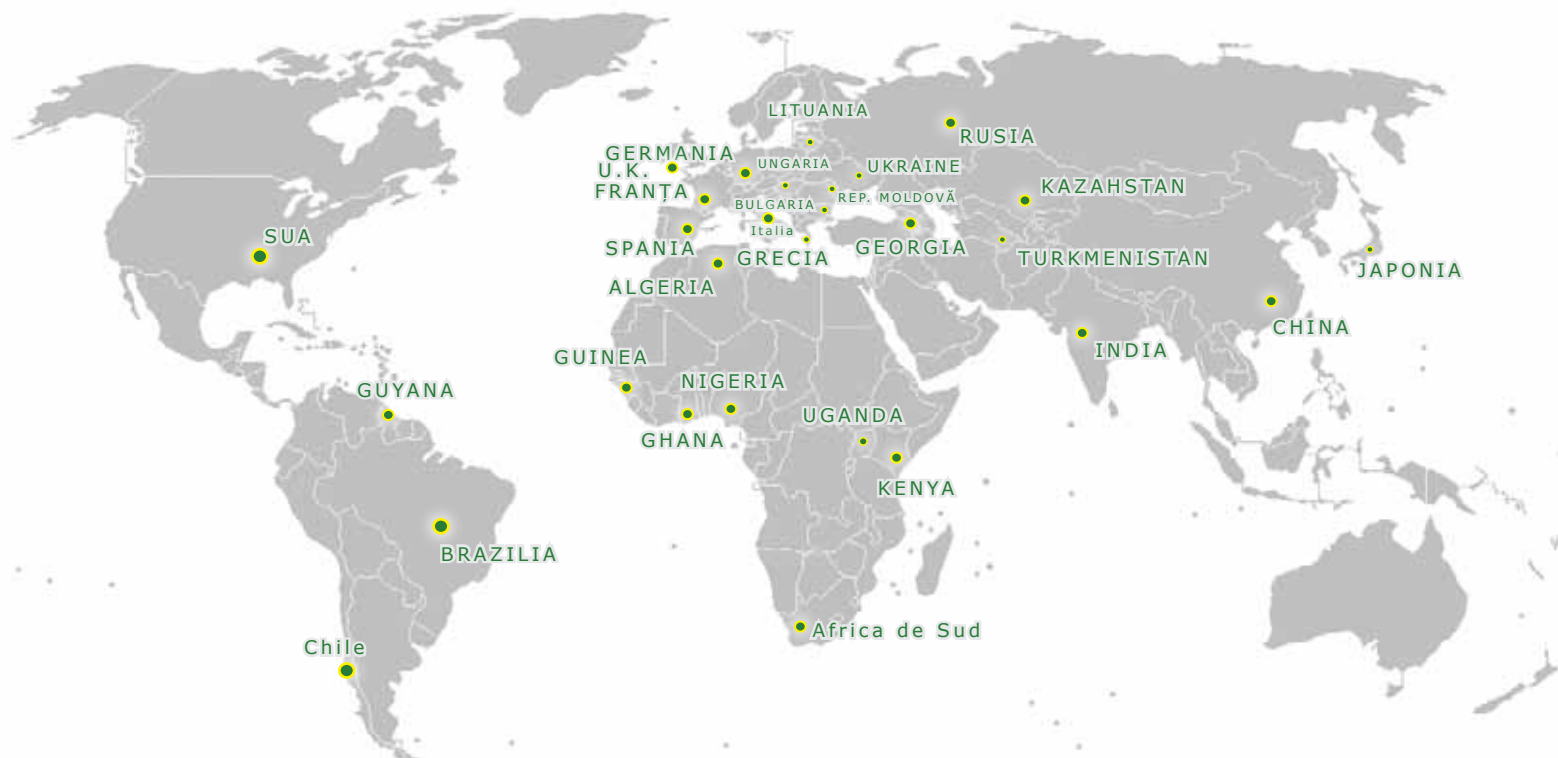 LITUANIA
RUSIA
GERMANIA
UNGARIA
UKRAINE
U.K.
FRANȚA
KAZAHSTAN
REP. MOLDOVĂ
BULGARIA
Italia
SUA
SPANIA
GRECIA
GEORGIA
TURKMENISTAN
JAPONIA
ALGERIA
CHINA
INDIA
GUINEA
NIGERIA
GUYANA
UGANDA
GHANA
KENYA
BRAZILIA
Africa de Sud
Chile